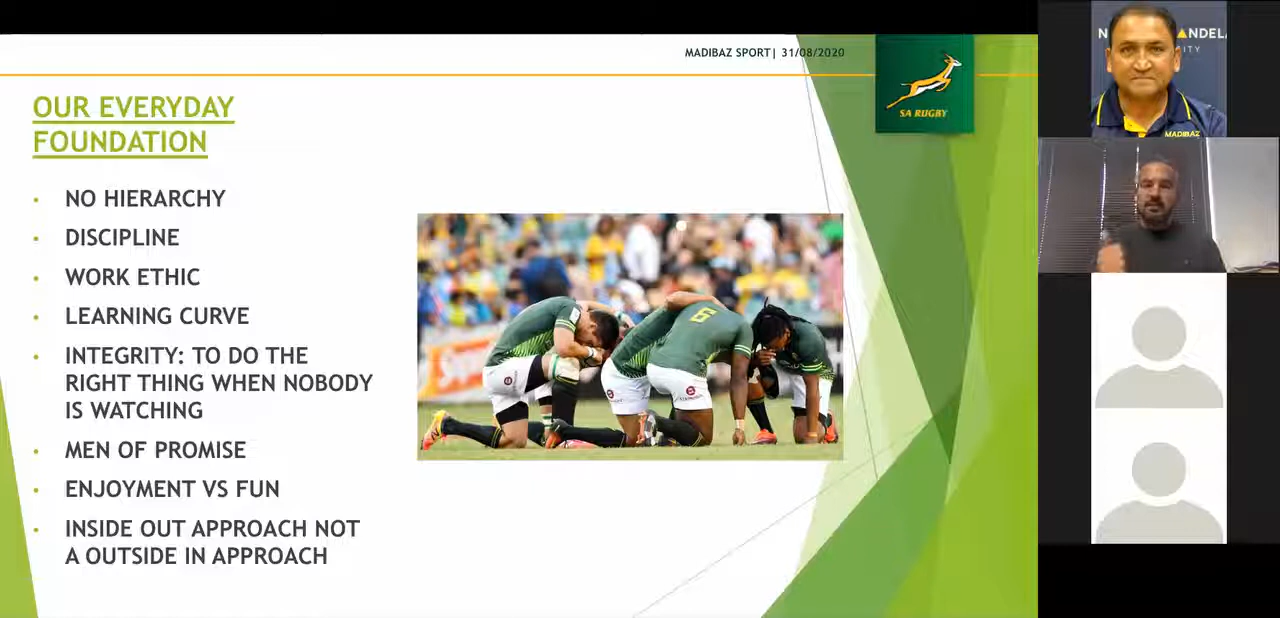 MADIBAZ SPORT| 31/08/2020
SA RUGBY
OUR EVERYDAY
FOUNDATION
• NO HIERARCHY
• DISCIPLINE
• WORK ETHIC
• LEARNING CURVE
• INTEGRITY: TO DO THE
RIGHT THING WHEN NOBODY
IS WATCHING
• MEN OF PROMISE
• ENJOYMENT VS FUN
• INSIDE OUT APPROACH NOT
A OUTSIDE IN APPROACH
6
MADIBAZ